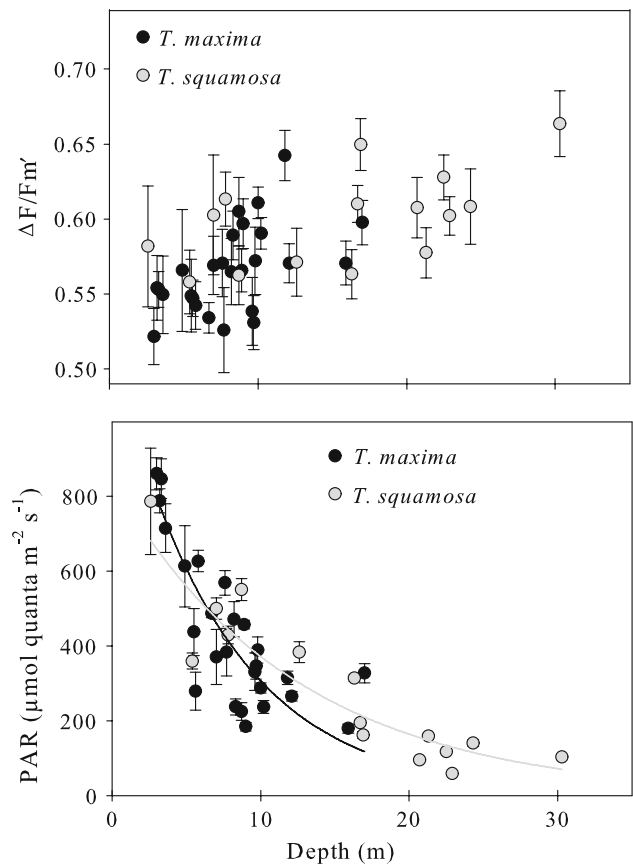 T. maxima
T. squamosa
0.70
0.65
0.60
0.55
0.50
ΔF/Fm′
T. maxima
T. squamosa
800
600
400
200
0
PAR (μmol quanta m⁻² s⁻¹)
0 10 20 30
Depth (m)